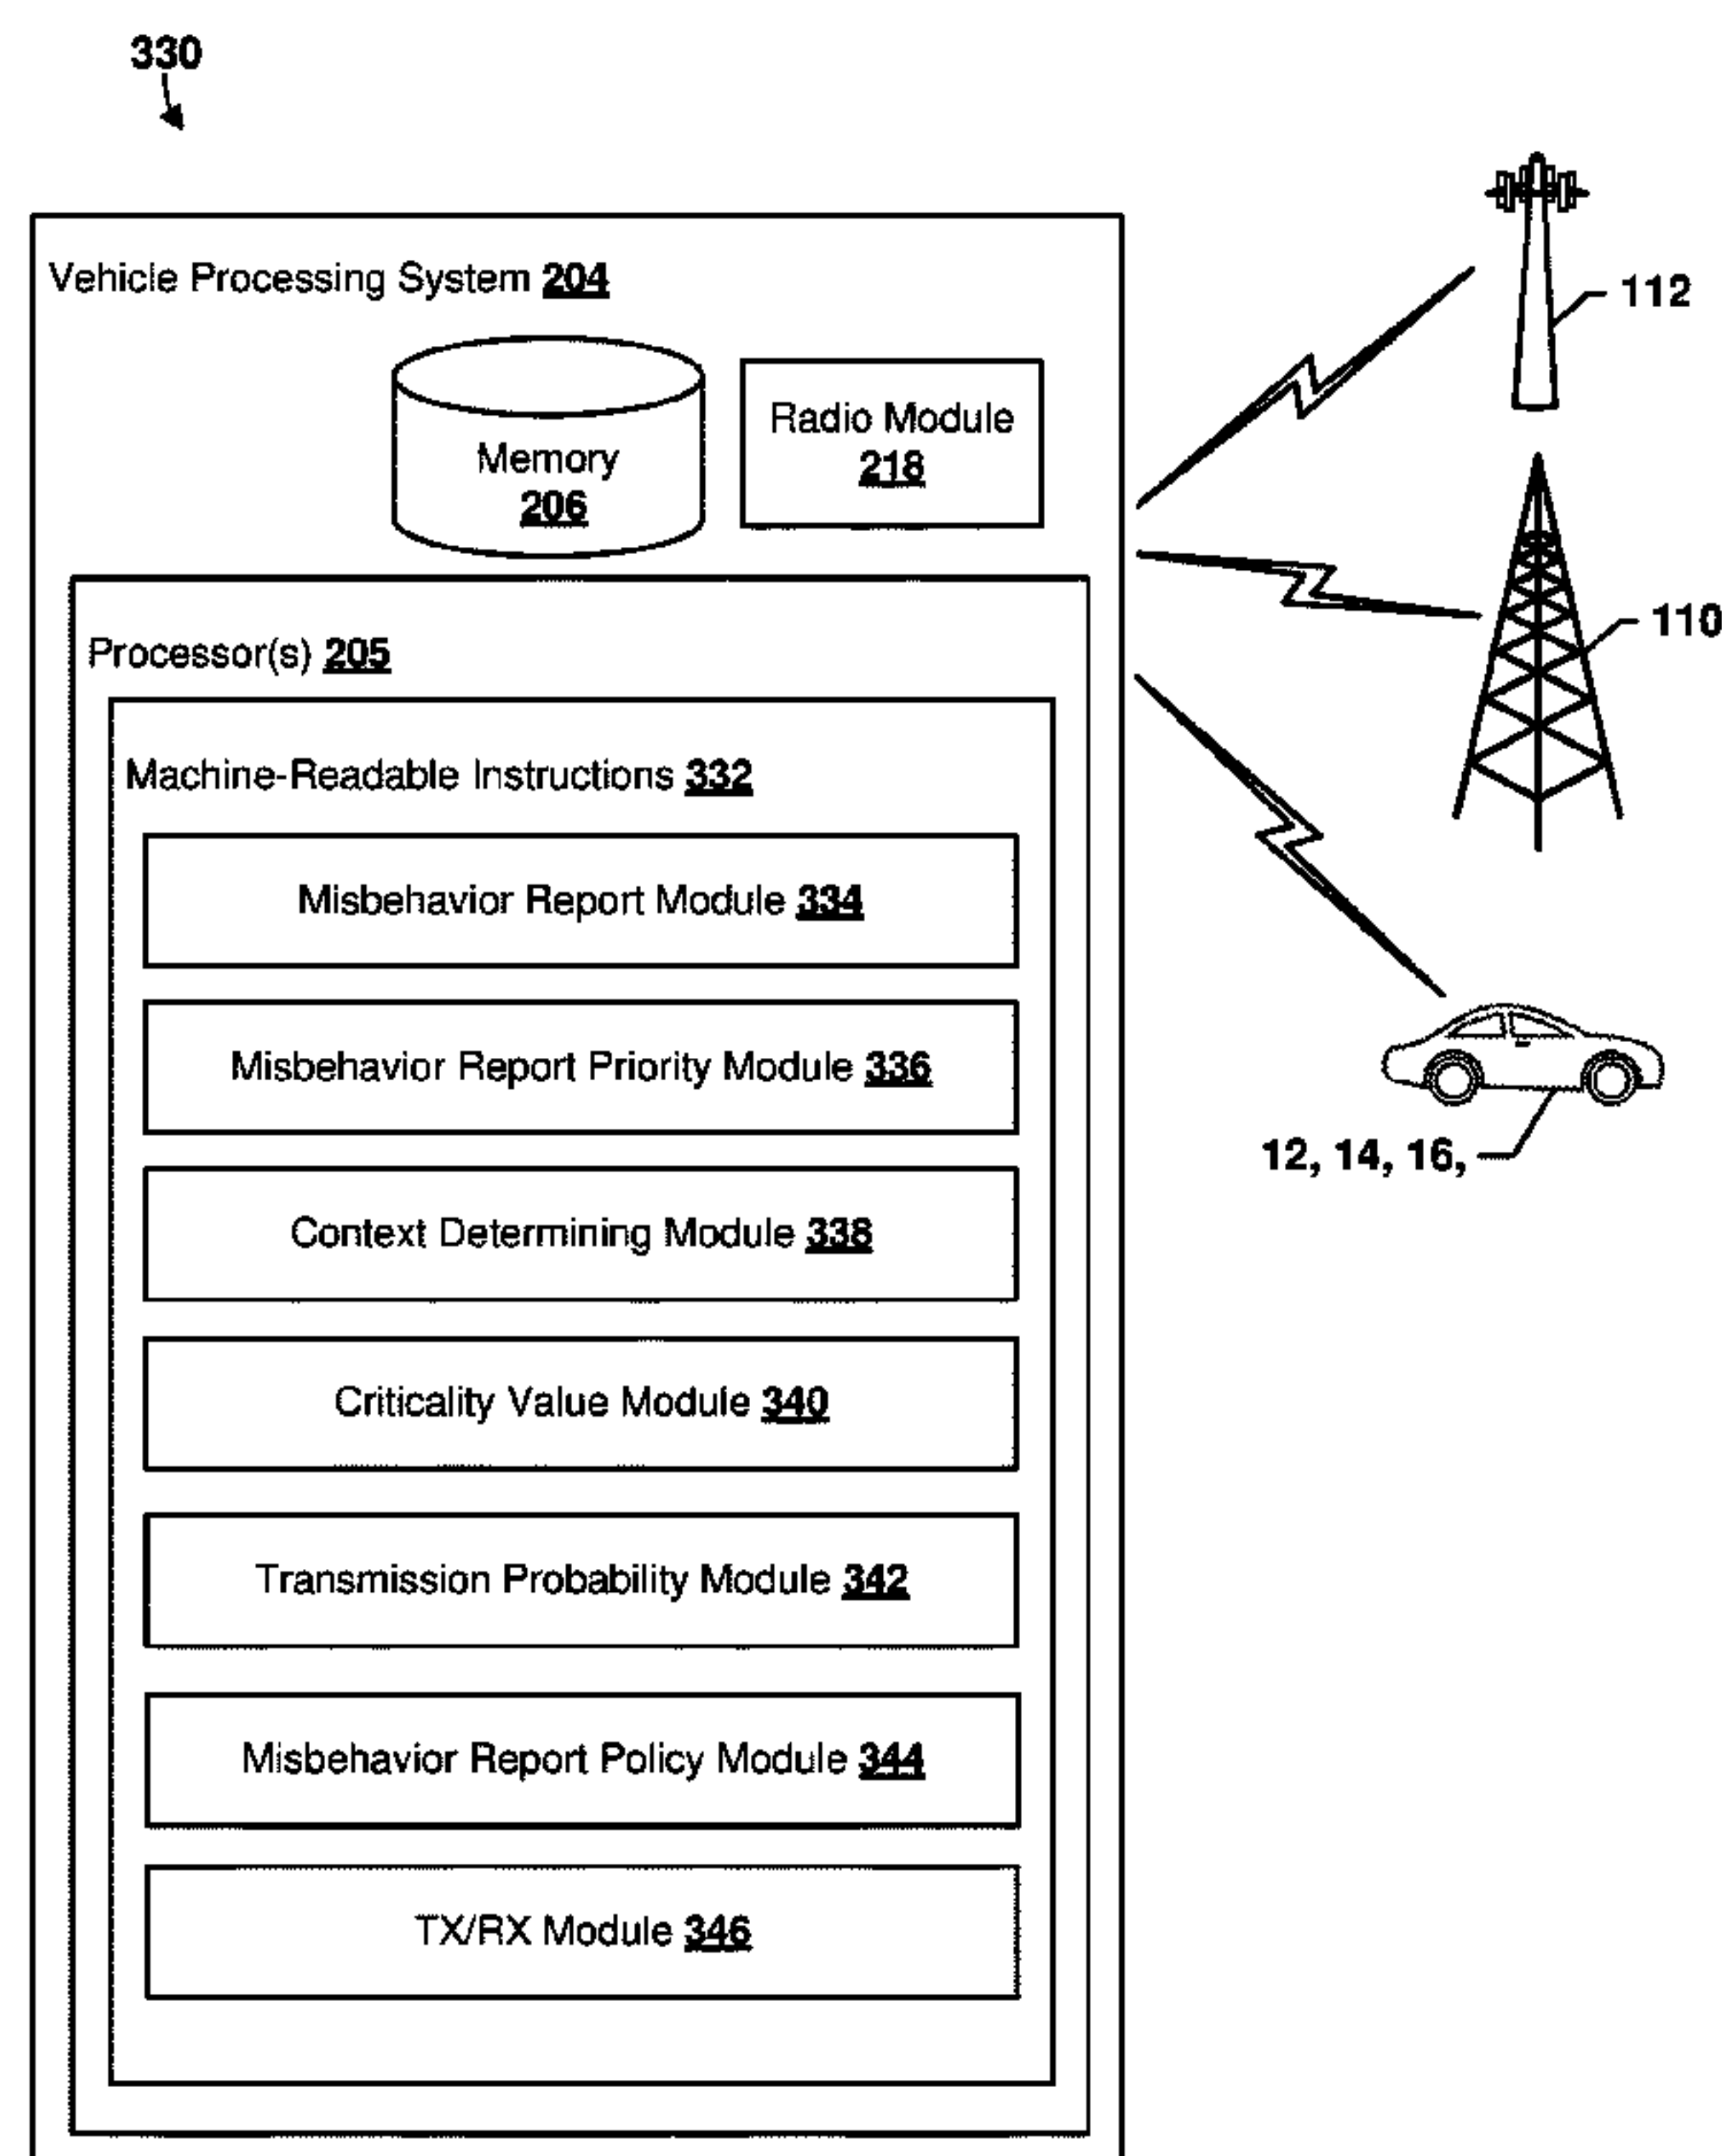 330
Vehicle Processing System 204
Memory
206
Radio Module
218
112
110
Processor(s) 205
Machine-Readable Instructions 332
Misbehavior Report Module 334
Misbehavior Report Priority Module 336
12, 14, 16,
Context Determining Module 338
Criticality Value Module 340
Transmission Probability Module 342
Misbehavior Report Policy Module 344
TX/RX Module 346